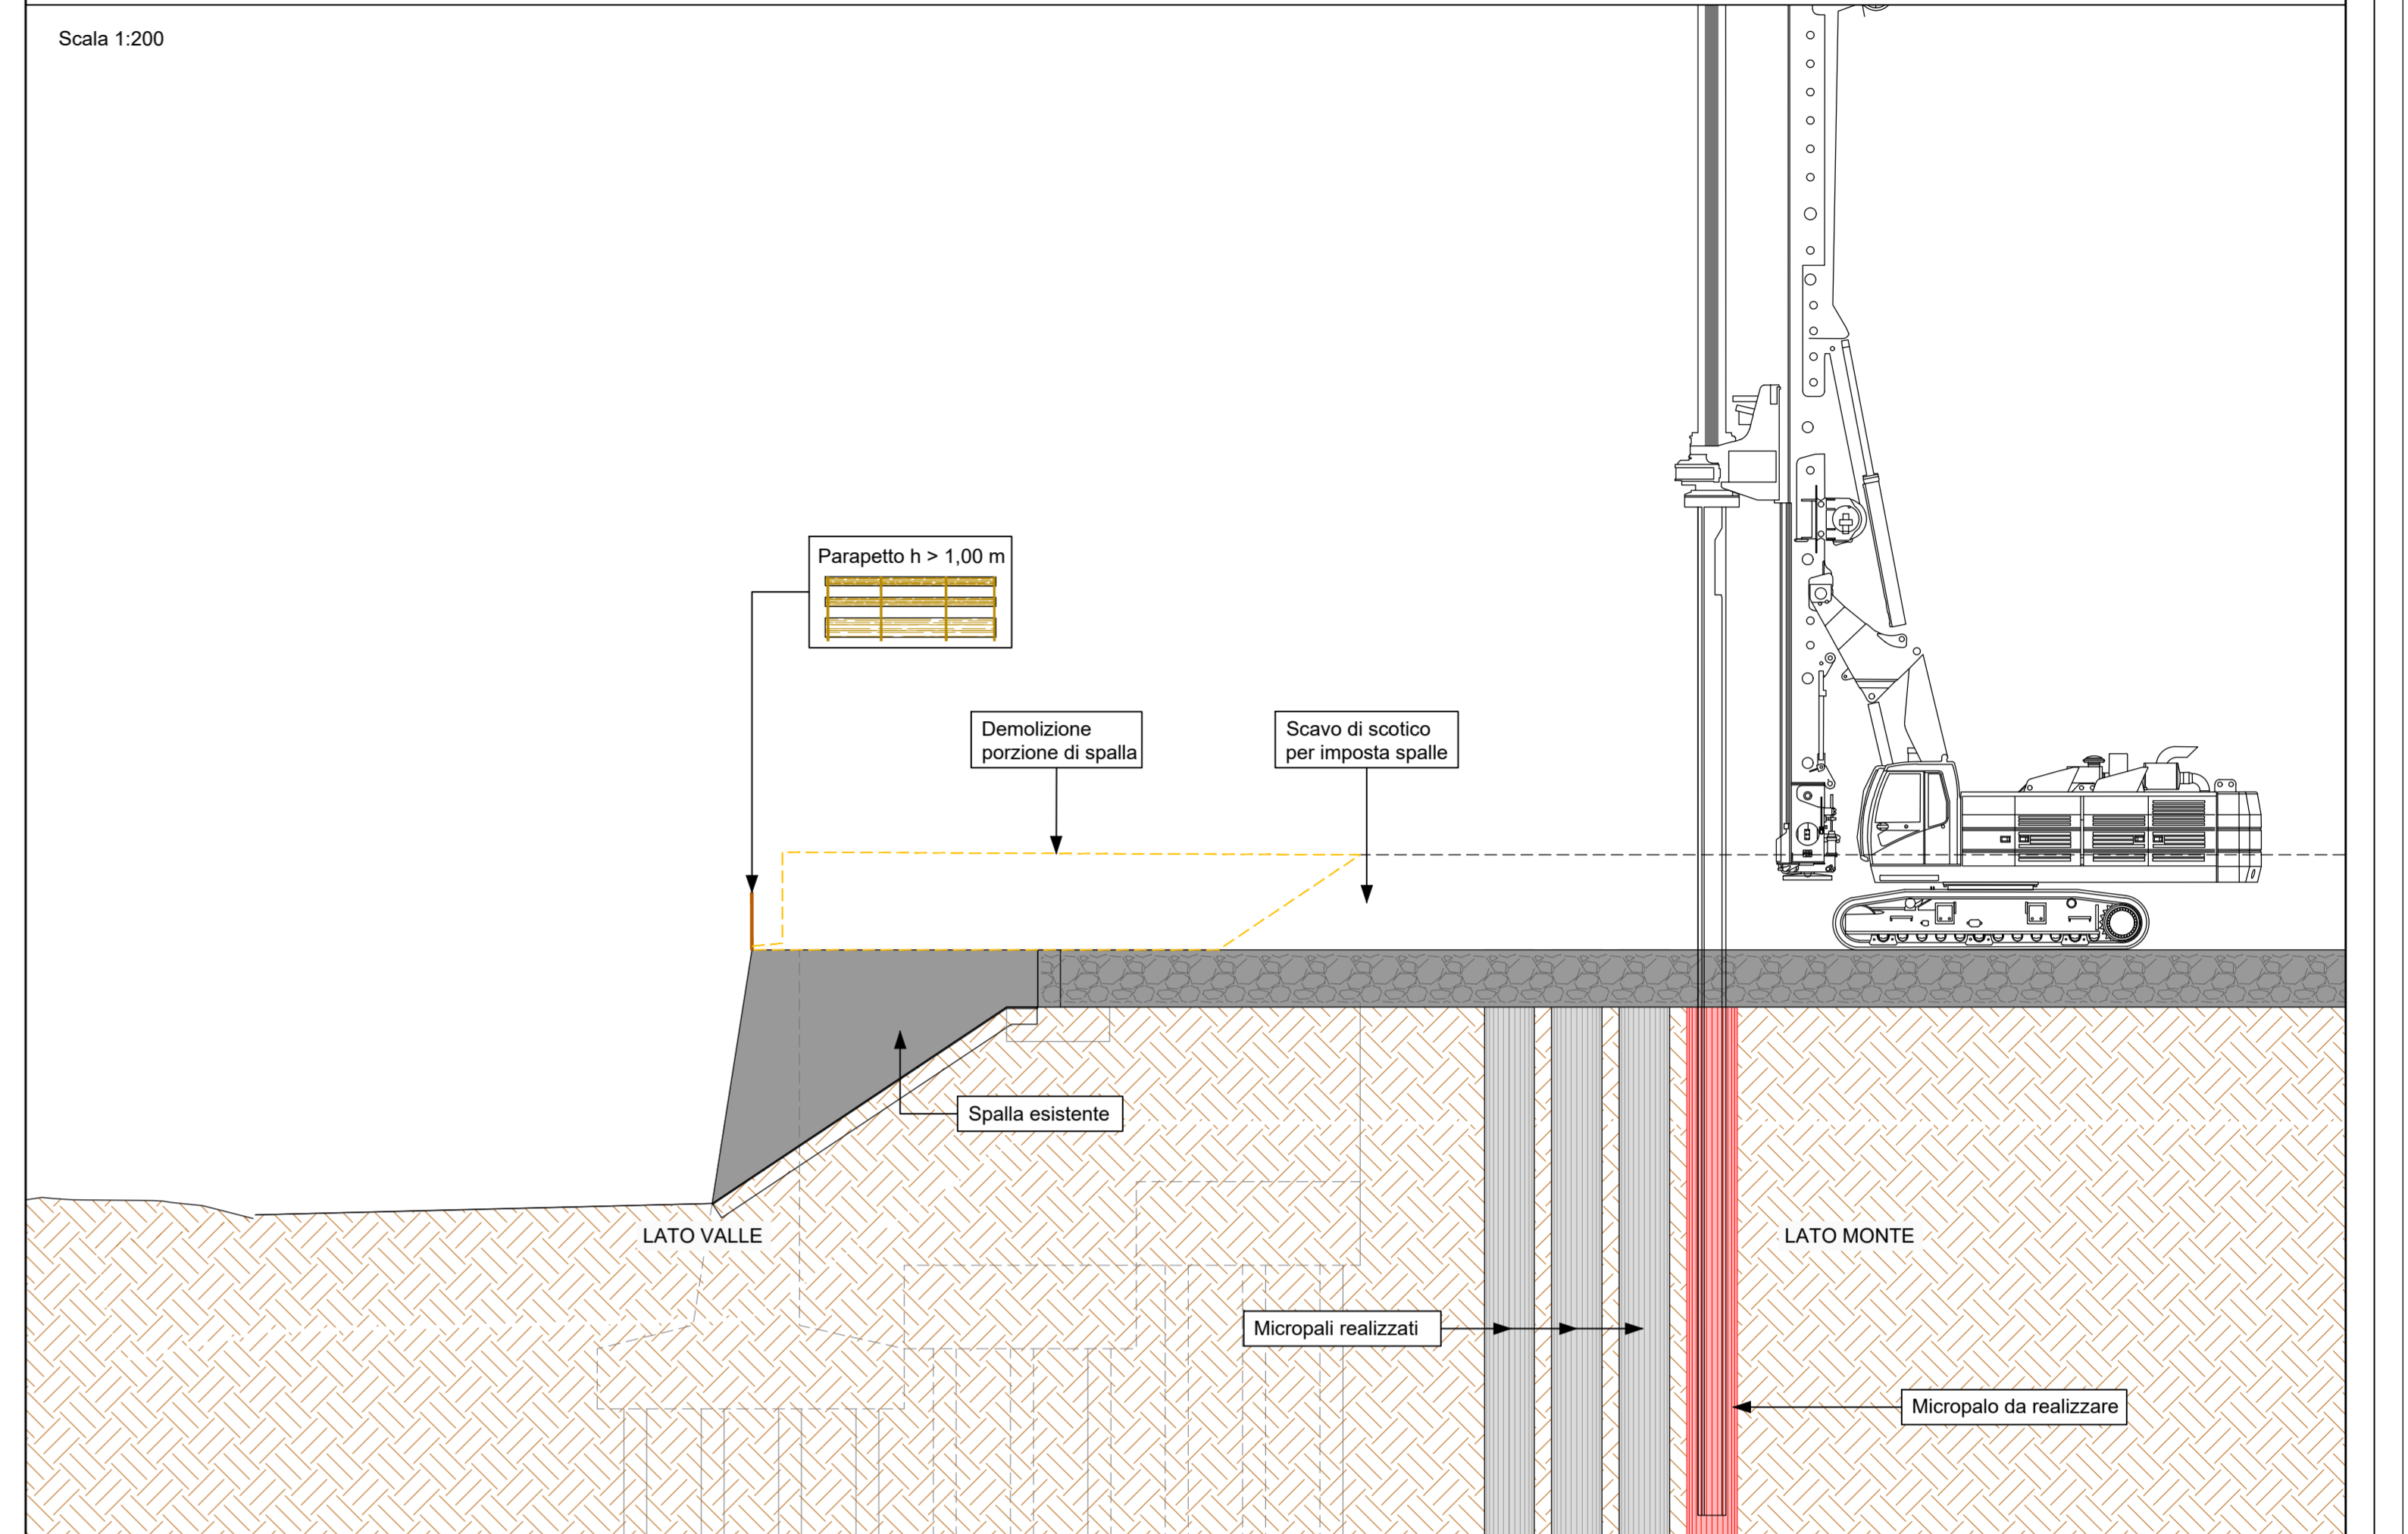 Scala 1:200
Parapetto h > 1,00 m
Demolizione
porzione di spalla
Scavo di scotico
per imposta spalle
Spalla esistente
LATO VALLE
LATO MONTE
Micropali realizzati
Micropalo da realizzare